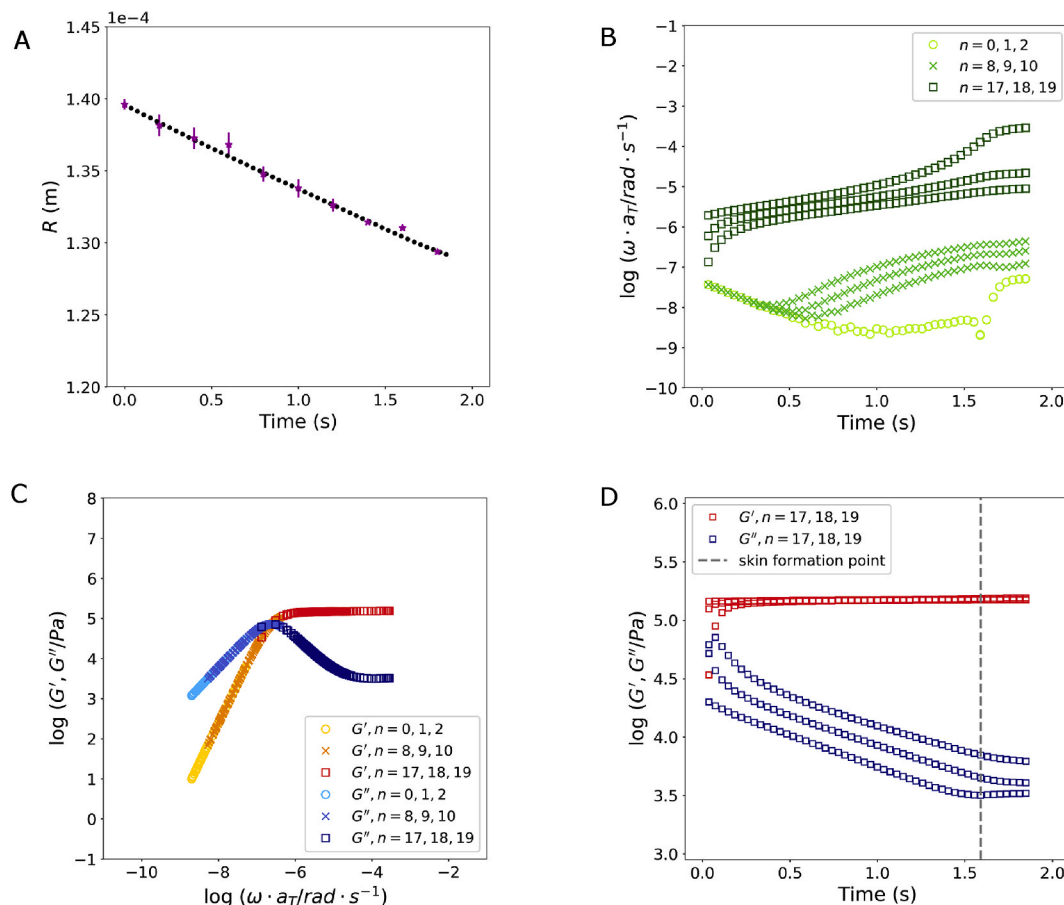 A
1e−4
1.45
1.40
1.35
1.30
1.25
1.20
R (m)
0.0 0.5 1.0 1.5 2.0
Time (s)
B
−1
−2
−3
−4
−5
−6
−7
−8
−9
−10
log (ω · a_T/rad · s⁻¹)
n = 0, 1, 2
n = 8, 9, 10
n = 17, 18, 19
0.0 0.5 1.0 1.5 2.0
Time (s)
C
8
7
6
5
4
3
2
1
0
−1
log (G′, G″/Pa)
G′, n = 0, 1, 2
G′, n = 8, 9, 10
G′, n = 17, 18, 19
G″, n = 0, 1, 2
G″, n = 8, 9, 10
G″, n = 17, 18, 19
−10 −8 −6 −4 −2
log (ω · a_T/rad · s⁻¹)
D
6.0
5.5
5.0
4.5
4.0
3.5
3.0
log (G′, G″/Pa)
G′, n = 17, 18, 19
G″, n = 17, 18, 19
skin formation point
0.0 0.5 1.0 1.5 2.0
Time (s)